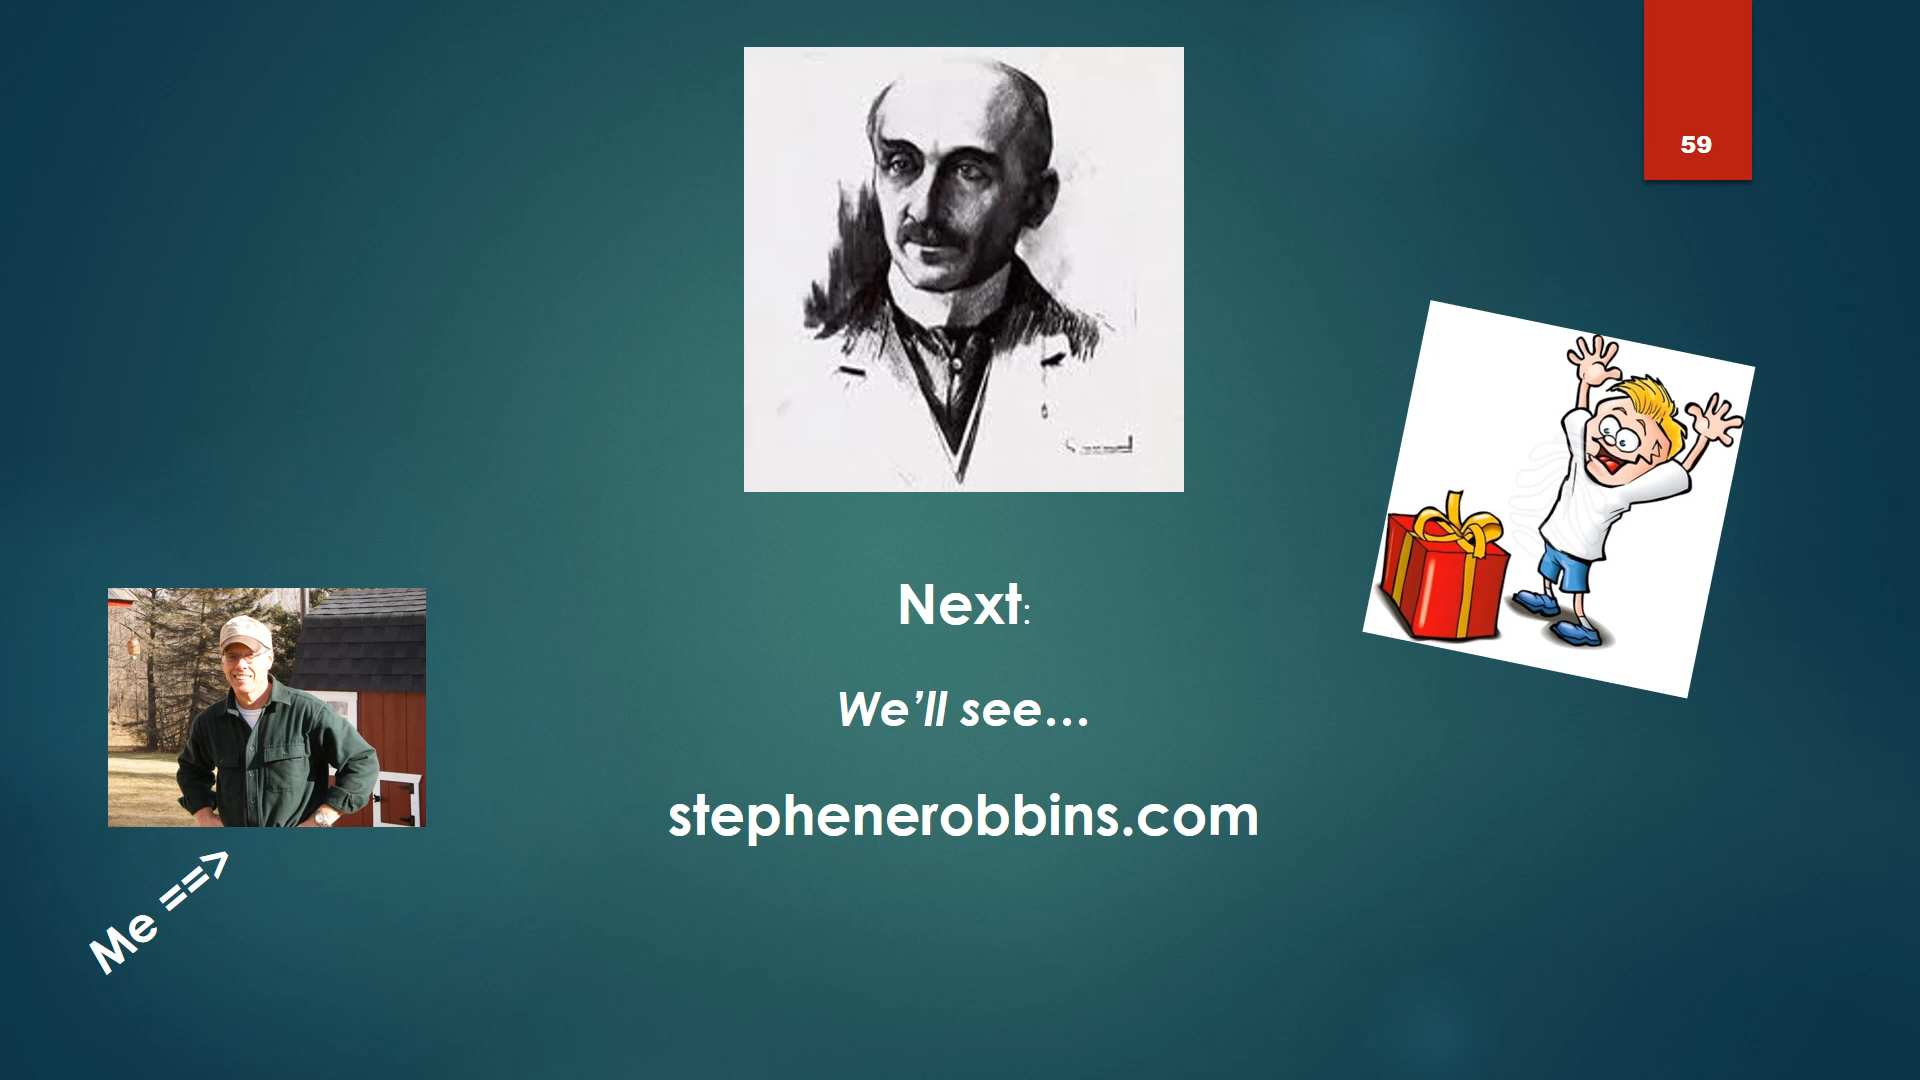 59
Next:
We’ll see…
stephenerobbins.com
Me ==>